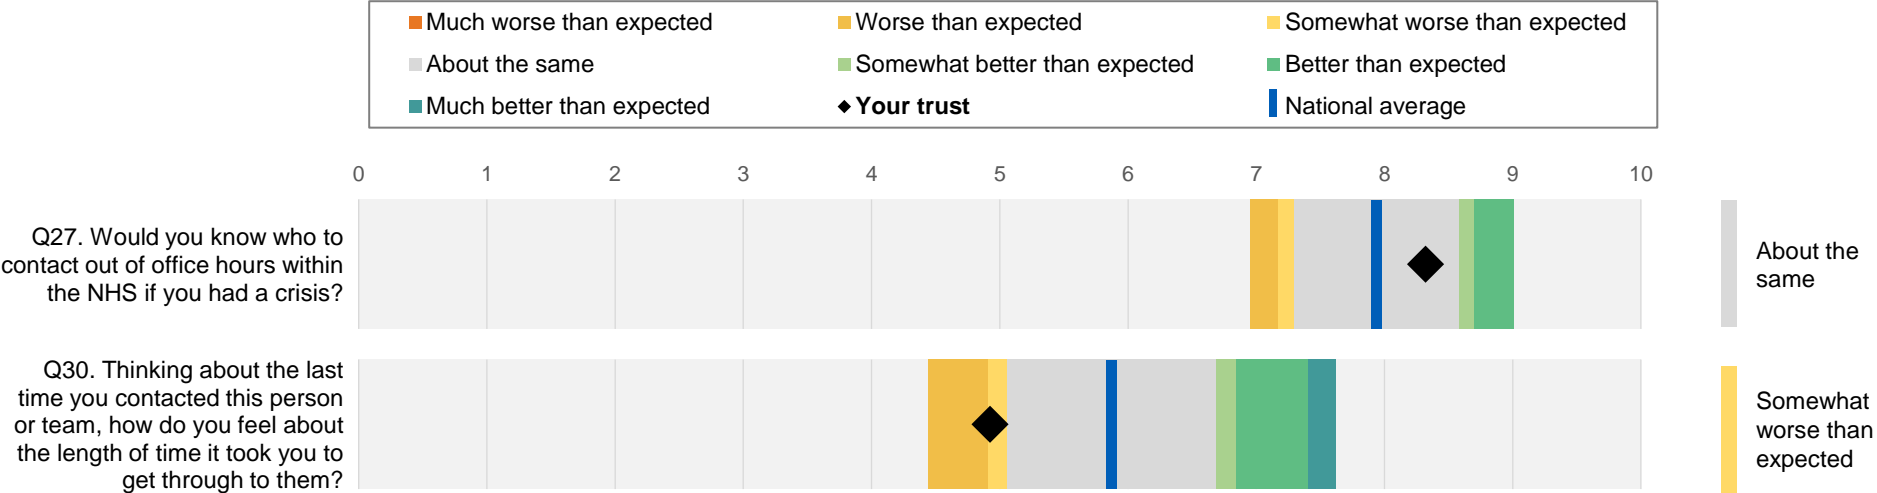 Much worse than expected
Worse than expected
Somewhat worse than expected
About the same
Somewhat better than expected
Better than expected
Much better than expected
Your trust
National average
0 1 2 3 4 5 6 7 8 9 10
Q27. Would you know who to
contact out of office hours within
the NHS if you had a crisis?
About the
same
Q30. Thinking about the last
time you contacted this person
or team, how do you feel about
the length of time it took you to
get through to them?
Somewhat
worse than
expected